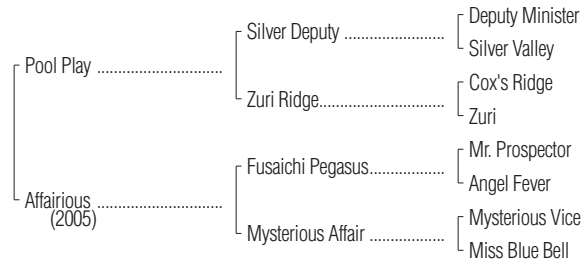 Deputy Minister
Silver Deputy ....................
Silver Valley
Pool Play .........................
Cox's Ridge
Zuri Ridge.........................
Zuri
Mr. Prospector
Fusaichi Pegasus...............
Angel Fever
Affairious .........................
(2005)
Mysterious Vice
Mysterious Affair ...............
Miss Blue Bell